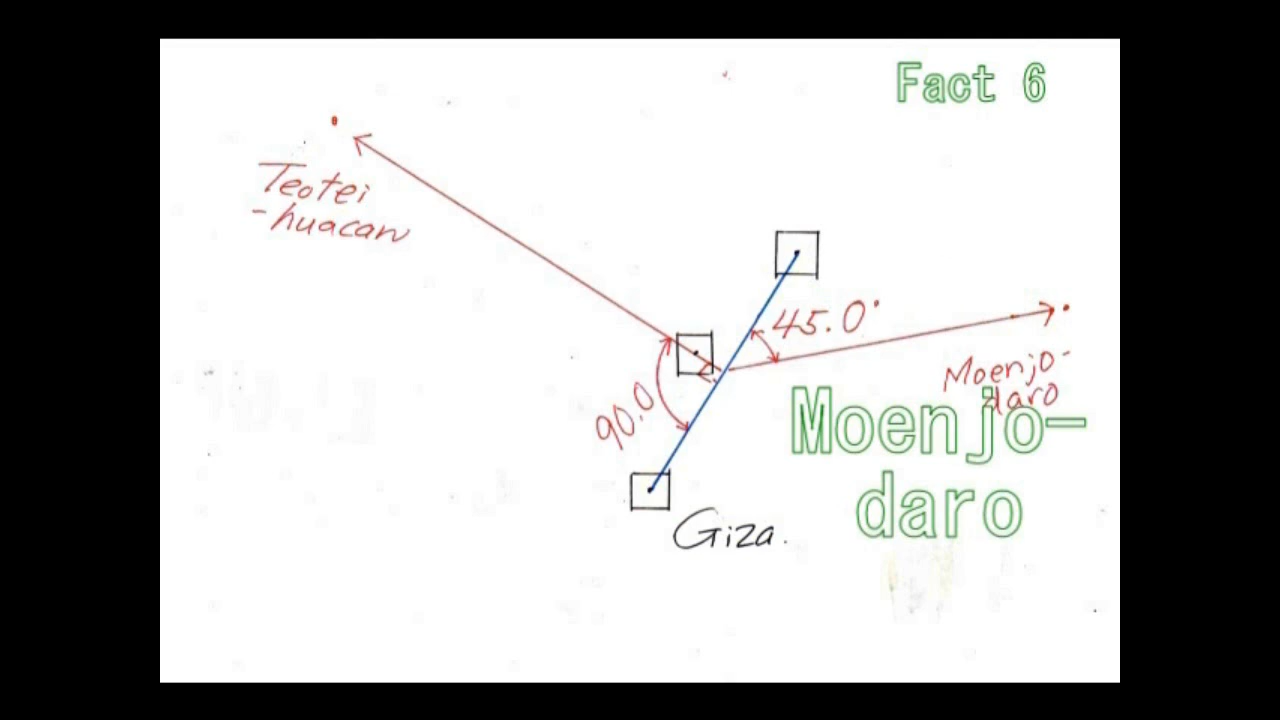 Fact 6
Teotei
-huacan
45.0°
Moenjo-
daro
90.0
Moenjo-
daro
Giza.